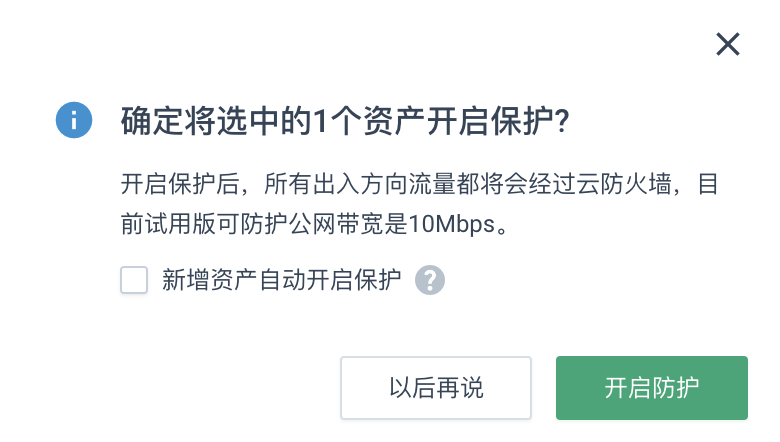 确定将选中的1个资产开启保护?
开启保护后，所有出入方向流量都将会经过云防火墙，目
前试用版可防护公网带宽是10Mbps。
新增资产自动开启保护 ?
以后再说
开启防护